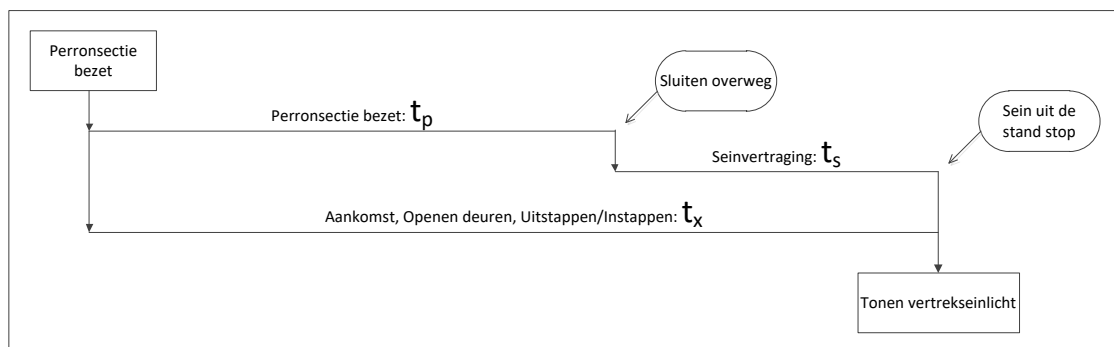 Perronsectie
bezet
Sluiten overweg
Sein uit de
stand stop
Perronsectie bezet: tp
Seinvertraging: ts
Aankomst, Openen deuren, Uitstappen/Instappen: tx
Tonen vertrekseinlicht